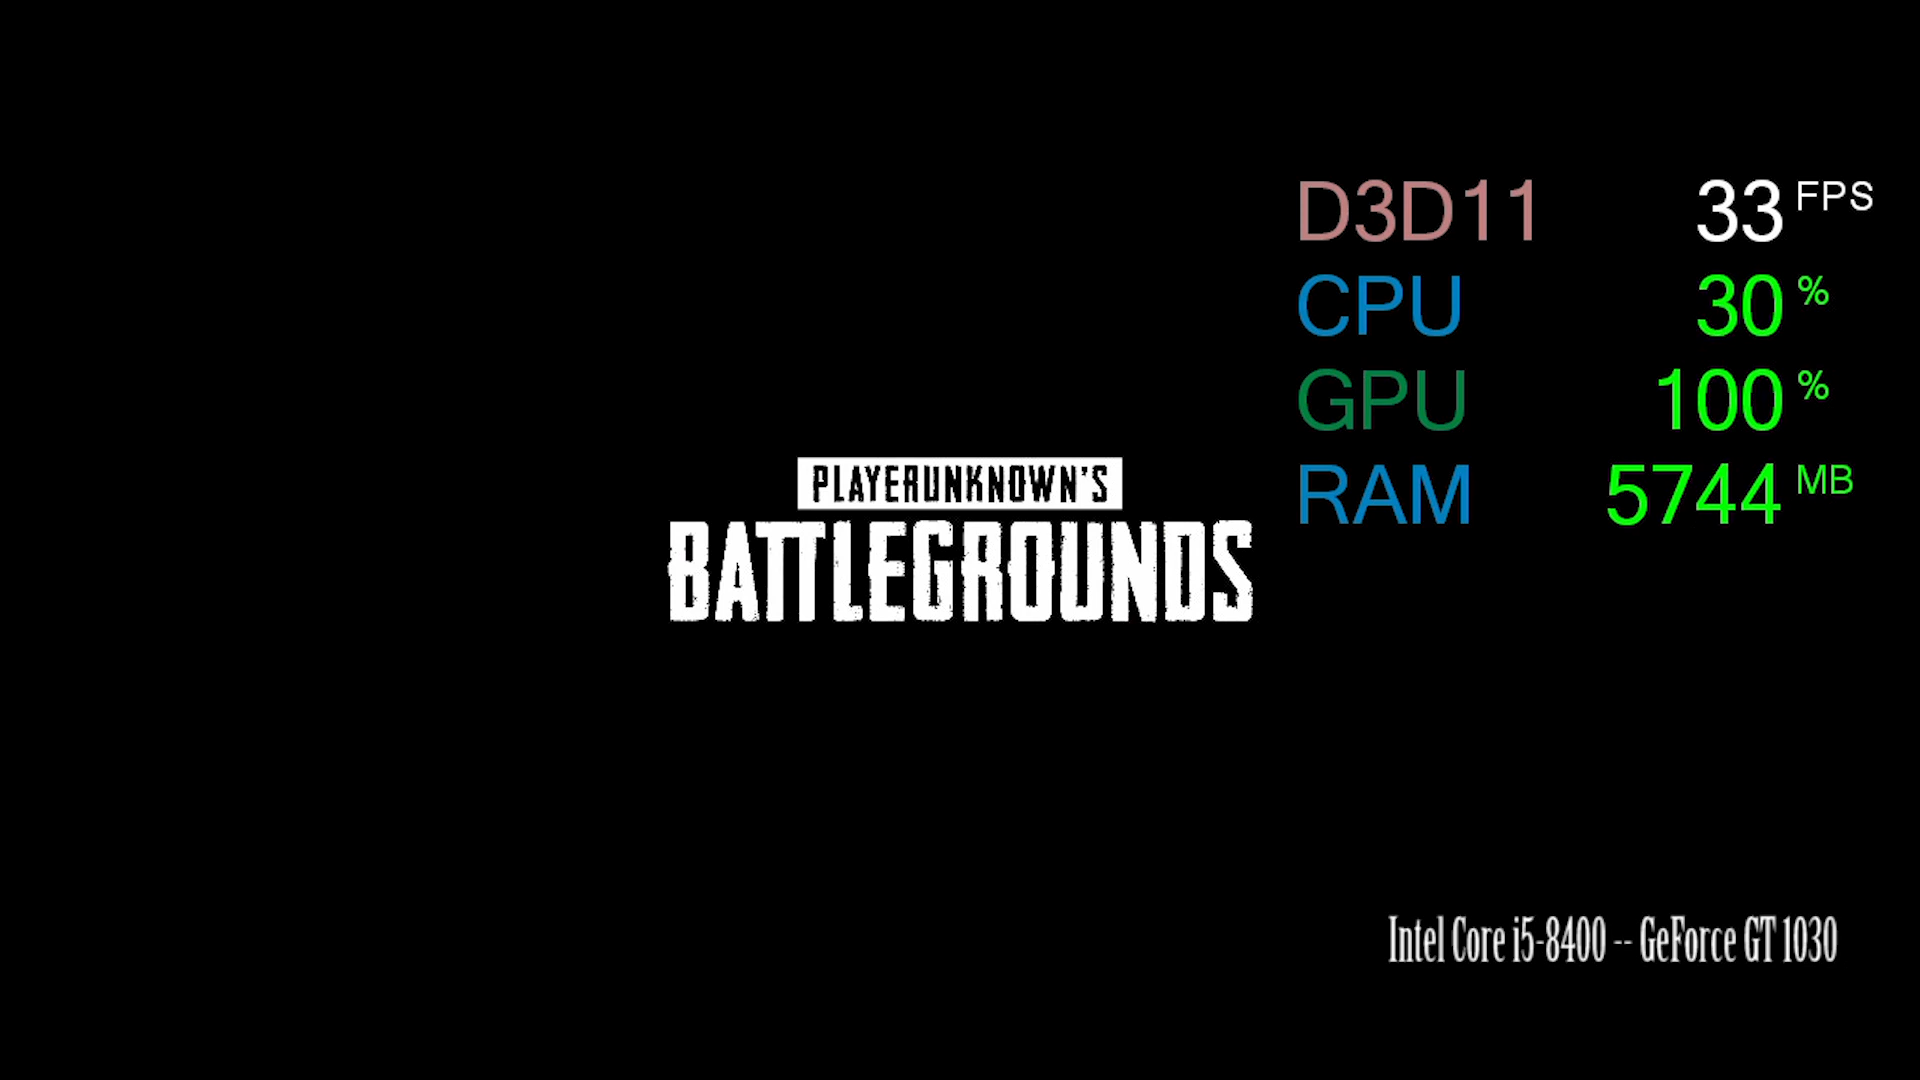 D3D11 33 FPS
CPU 30 %
GPU 100 %
RAM 5744 MB
PLAYERUNKNOWN'S
BATTLEGROUNDS
Intel Core i5-8400 -- GeForce GT 1030